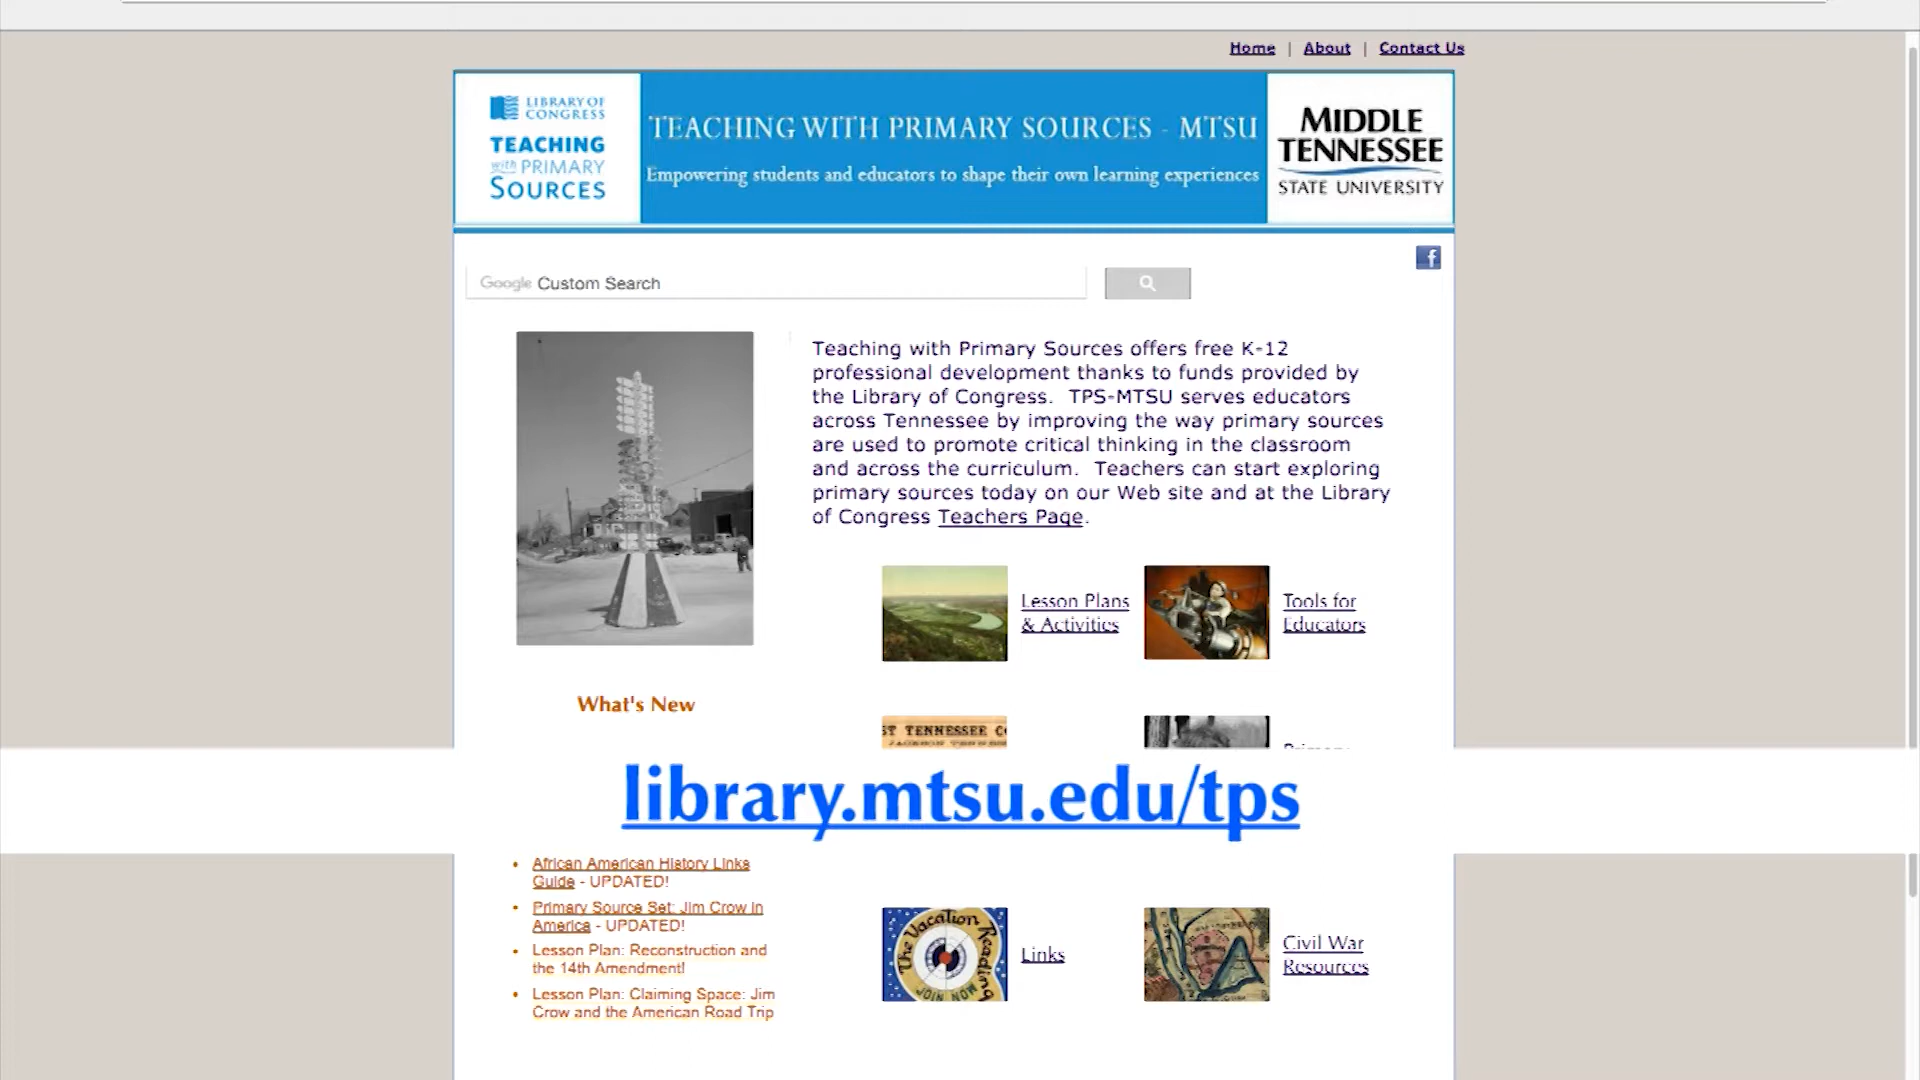 Home | About | Contact Us
LIBRARY OF
CONGRESS
TEACHING
with PRIMARY
SOURCES
TEACHING WITH PRIMARY SOURCES - MTSU
Empowering students and educators to shape their own learning experiences
MIDDLE
TENNESSEE
STATE UNIVERSITY
f
Google Custom Search
Teaching with Primary Sources offers free K-12
professional development thanks to funds provided by
the Library of Congress. TPS-MTSU serves educators
across Tennessee by improving the way primary sources
are used to promote critical thinking in the classroom
and across the curriculum. Teachers can start exploring
primary sources today on our Web site and at the Library
of Congress Teachers Page.
Lesson Plans
& Activities
Tools for
Educators
What's New
ST TENNESSEE
library.mtsu.edu/tps
African American History Links
Guide - UPDATED!
Primary Source Set: Jim Crow in
America - UPDATED!
Lesson Plan: Reconstruction and
the 14th Amendment!
Lesson Plan: Claiming Space: Jim
Crow and the American Road Trip
The Vacation
Reading
JOIN NOW
Links
Civil War
Resources